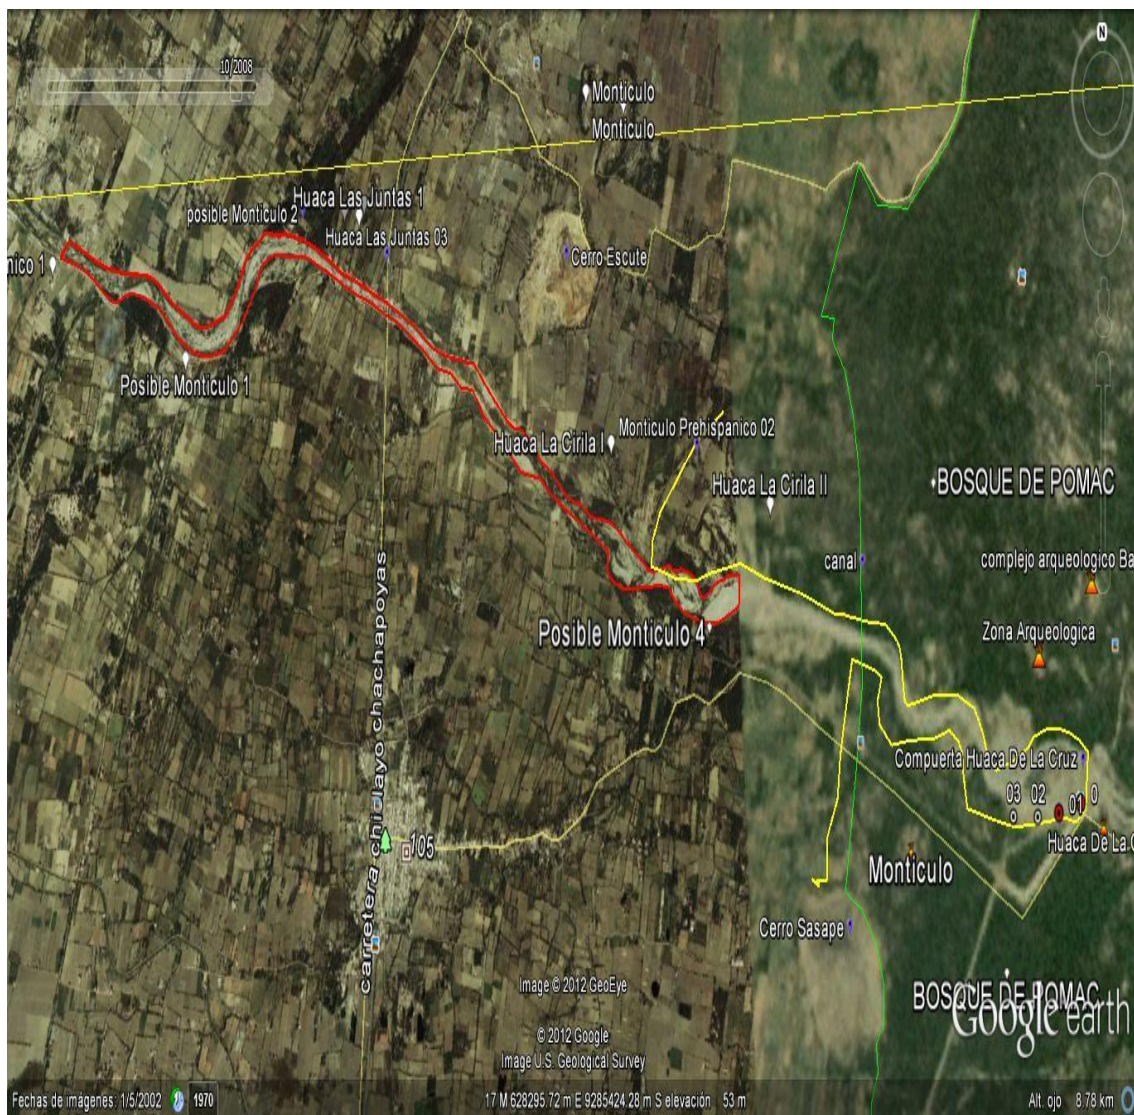 10/2008
Monticulo
Monticulo
posible Monticulo 2
Huaca Las Juntas 1
Huaca Las Juntas 03
Cerro Escute
nico 1
Posible Monticulo 1
Huaca La Cirila I
Monticulo Prehispanico 02
Huaca La Cirila II
BOSQUE DE POMAC
canal
complejo arqueologico Ba
Zona Arqueologica
Posible Monticulo 4
carretera chiclayo chachapoyas
Compuerta Huaca De La Cruz
03
02
01
0
Huaca De La C
105
Monticulo
Cerro Sasape
BOSQUE DE POMAC
Google earth
Image © 2012 GeoEye
© 2012 Google
Image U.S. Geological Survey
N
Fechas de imágenes: 1/5/2002
1970
17 M 628295.72 m E 9285424.28 m S elevación 53 m
Alt. ojo 8.78 km